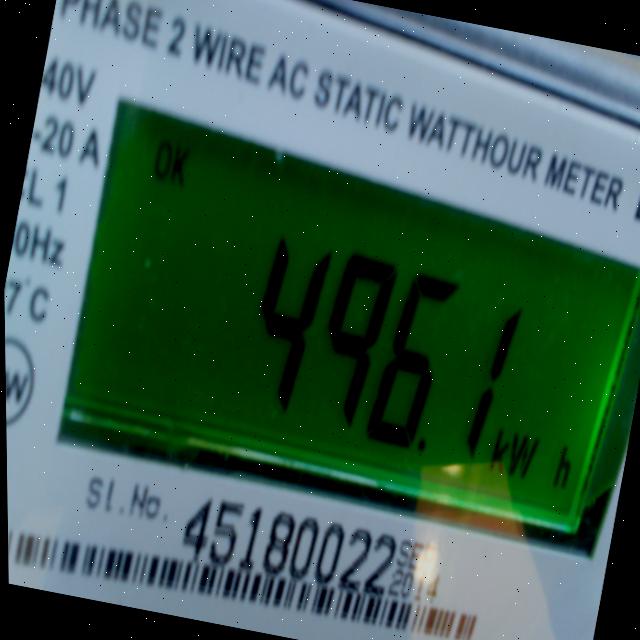 PHASE 2 WIRE AC STATIC WATTHOUR METER
40V
-20 A
L 1
0Hz
7°C
W
OK
496.1
kW h
Sl.No. 45180022